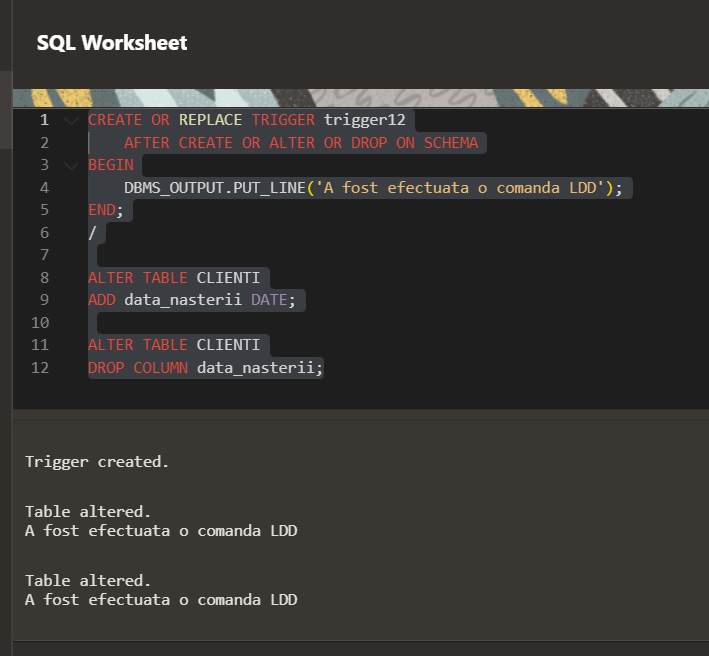 SQL Worksheet
1 CREATE OR REPLACE TRIGGER trigger12
2 AFTER CREATE OR ALTER OR DROP ON SCHEMA
3 BEGIN
4 DBMS_OUTPUT.PUT_LINE('A fost efectuata o comanda LDD');
5 END;
6 /
7
8 ALTER TABLE CLIENTI
9 ADD data_nasterii DATE;
10
11 ALTER TABLE CLIENTI
12 DROP COLUMN data_nasterii;
Trigger created.
Table altered.
A fost efectuata o comanda LDD
Table altered.
A fost efectuata o comanda LDD